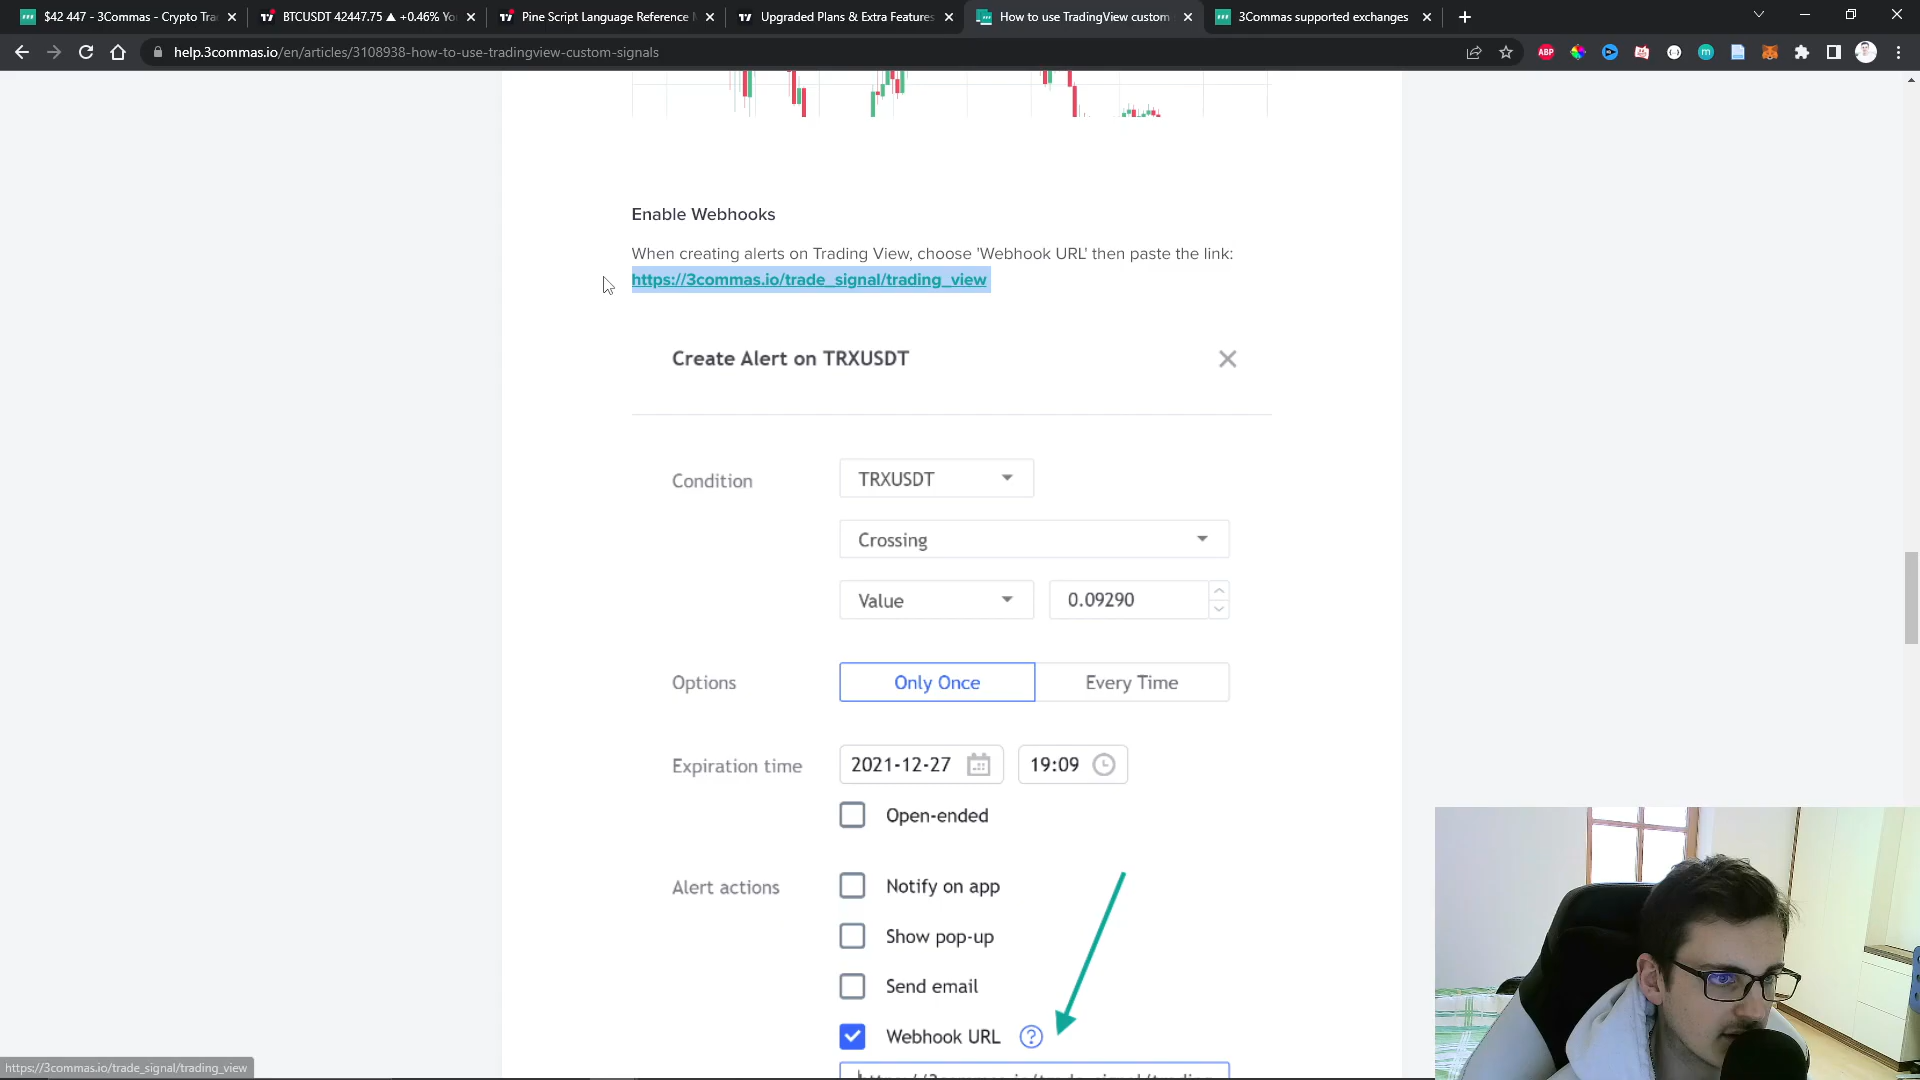 $42 447 - 3Commas - Crypto Tra
BTCUSDT 42447.75 ▲ +0.46% Yo
Pine Script Language Reference M
Upgraded Plans & Extra Features
How to use TradingView custom
3Commas supported exchanges
help.3commas.io/en/articles/3108938-how-to-use-tradingview-custom-signals
ABP
m
Enable Webhooks
When creating alerts on Trading View, choose 'Webhook URL' then paste the link:
https://3commas.io/trade_signal/trading_view
Create Alert on TRXUSDT
Condition
TRXUSDT
Crossing
Value
0.09290
Options
Only Once
Every Time
Expiration time
2021-12-27
19:09
Open-ended
Alert actions
Notify on app
Show pop-up
Send email
Webhook URL
?
https://3commas.io/trade_signal/trading_view